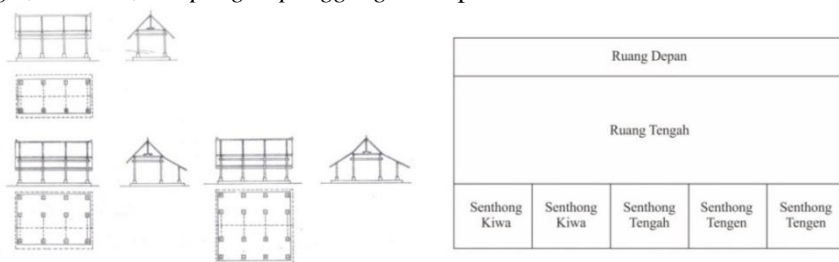 Ruang Depan
Ruang Tengah
Senthong Kiwa
Senthong Kiwa
Senthong Tengah
Senthong Tengen
Senthong Tengen